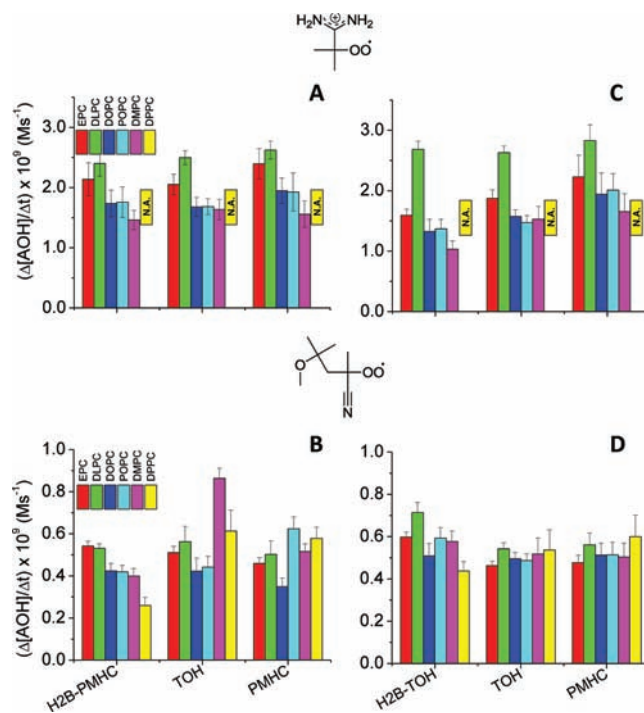 H₂N NH₂
⊕
OO•
A
C
(Δ[AOH]/Δt) x 10⁹ (Ms⁻¹)
EPC DLPC DOPC POPC DMPC DPPC
3.0
2.0
1.0
0.0
N.A. N.A. N.A.
3.0
2.0
1.0
0.0
N.A. N.A. N.A.
O
OO•
N
B
D
(Δ[AOH]/Δt) x 10⁹ (Ms⁻¹)
EPC DLPC DOPC POPC DMPC DPPC
1.0
0.8
0.6
0.4
0.2
0.0
H2B-PMHC TOH PMHC
1.0
0.8
0.6
0.4
0.2
0.0
H2B-TOH TOH PMHC